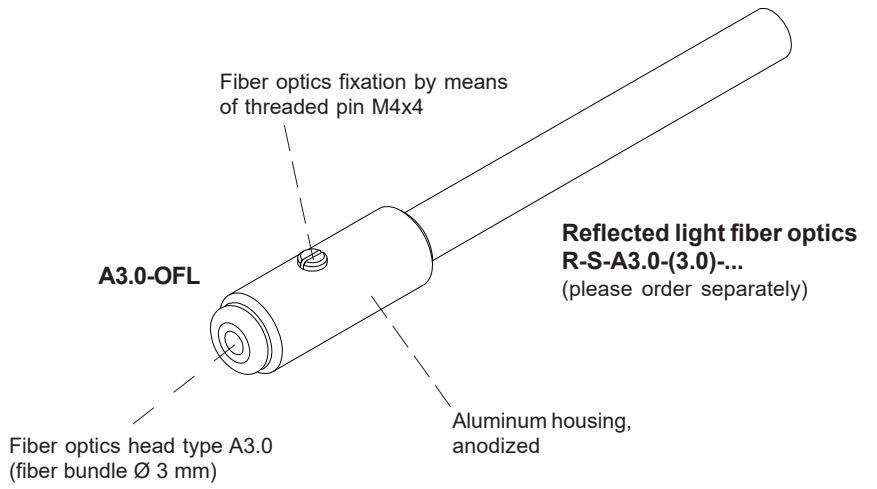 Fiber optics fixation by means
of threaded pin M4x4
Reflected light fiber optics
R-S-A3.0-(3.0)-...
(please order separately)
A3.0-OFL
Aluminum housing,
anodized
Fiber optics head type A3.0
(fiber bundle Ø 3 mm)